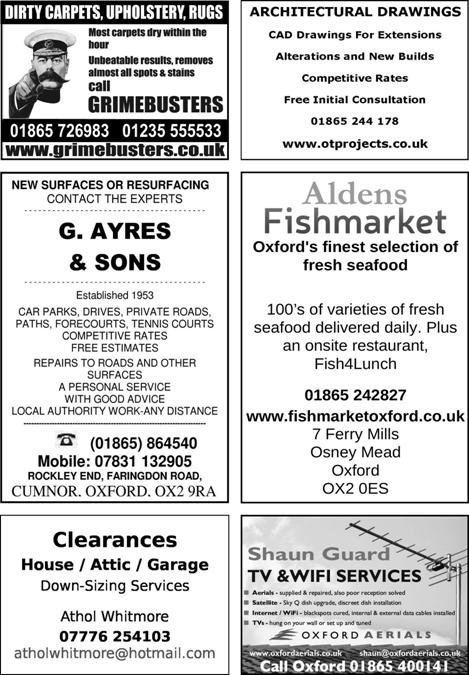 DIRTY CARPETS, UPHOLSTERY, RUGS
Most carpets dry within the
hour
Unbeatable results, removes
almost all spots & stains
call
GRIMEBUSTERS
01865 726983 01235 555533
www.grimebusters.co.uk
ARCHITECTURAL DRAWINGS
CAD Drawings For Extensions
Alterations and New Builds
Competitive Rates
Free Initial Consultation
01865 244 178
www.otprojects.co.uk
NEW SURFACES OR RESURFACING
CONTACT THE EXPERTS
G. AYRES
& SONS
Established 1953
CAR PARKS, DRIVES, PRIVATE ROADS,
PATHS, FORECOURTS, TENNIS COURTS
COMPETITIVE RATES
FREE ESTIMATES
REPAIRS TO ROADS AND OTHER
SURFACES
A PERSONAL SERVICE
WITH GOOD ADVICE
LOCAL AUTHORITY WORK-ANY DISTANCE
(01865) 864540
Mobile: 07831 132905
ROCKLEY END, FARINGDON ROAD,
CUMNOR, OXFORD, OX2 9RA
Aldens
Fishmarket
Oxford's finest selection of
fresh seafood
100's of varieties of fresh
seafood delivered daily. Plus
an onsite restaurant,
Fish4Lunch
01865 242827
www.fishmarketoxford.co.uk
7 Ferry Mills
Osney Mead
Oxford
OX2 0ES
Clearances
House / Attic / Garage
Down-Sizing Services
Athol Whitmore
07776 254103
atholwhitmore@hotmail.com
Shaun Guard
TV & WIFI SERVICES
Aerials - supplied & repaired, also poor reception solved
Satellite - Sky Q dish upgrade, discreet dish installation
Internet / WiFi - blackspots cured, internal & external data cables installed
TVs - hung on your wall or set up and tuned
OXFORD AERIALS
www.oxfordaerials.co.uk shaun@oxfordaerials.co.uk
Call Oxford 01865 400141